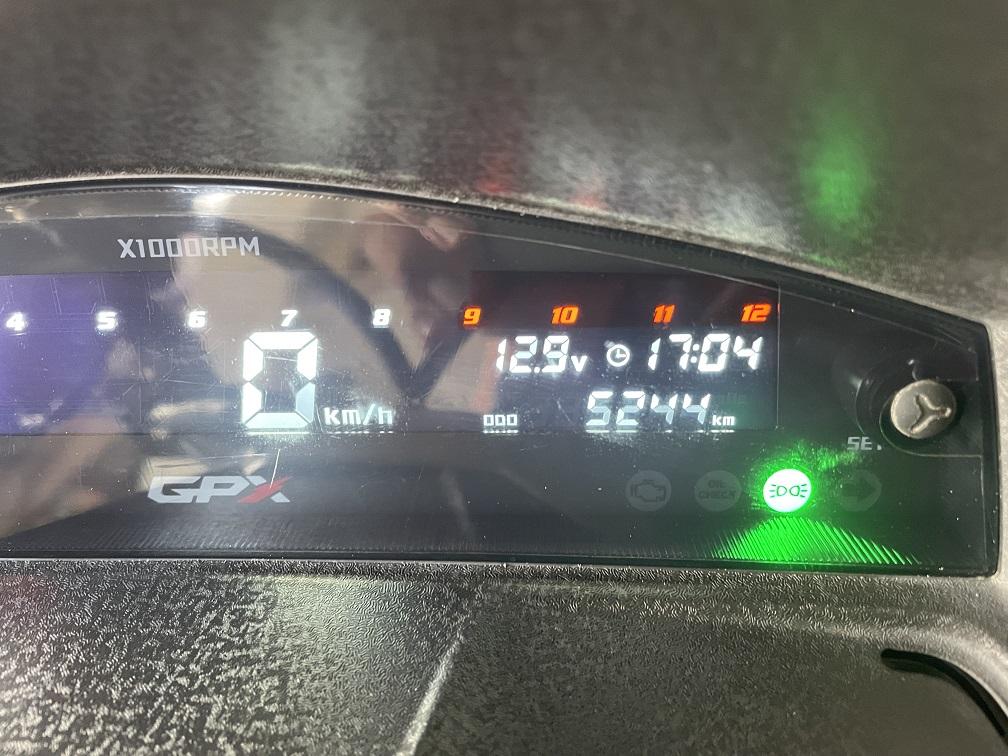 X1000RPM
4 5 6 7 8 9 10 11 12
12.9v 17:04
0 km/h
ODO 5244 km
GPX
OIL CHECK